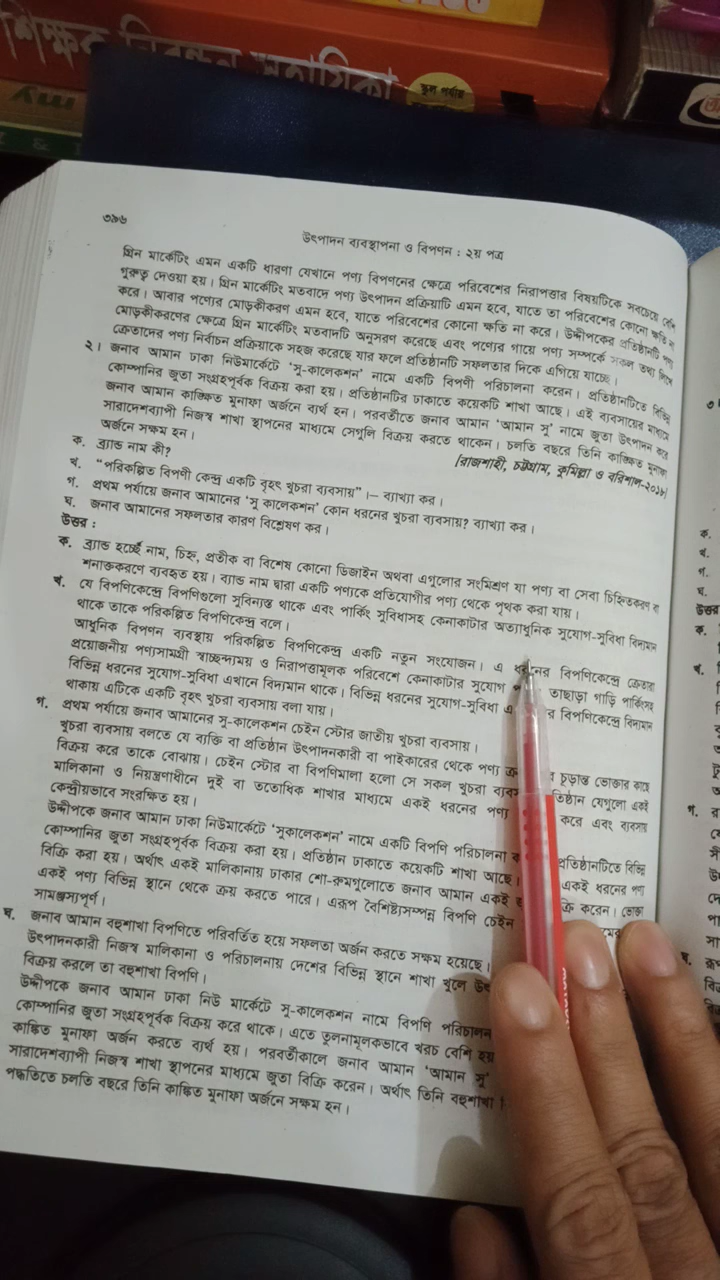 শিক্ষক নিবন্ধন সহায়িকা
স্কুল পর্যায়
৩৯৬
উৎপাদন ব্যবস্থাপনা ও বিপণন : ২য় পত্র
গ্রিন মার্কেটিং এমন একটি ধারণা যেখানে পণ্য বিপণনের ক্ষেত্রে পরিবেশের নিরাপত্তার বিষয়টিকে সবচেয়ে বেশি
গুরুত্ব দেওয়া হয়। গ্রিন মার্কেটিং মতবাদে পণ্য উৎপাদন প্রক্রিয়াটি এমন হবে, যাতে তা পরিবেশের কোনো ক্ষতি না
করে। আবার পণ্যের মোড়কীকরণ এমন হবে, যাতে পরিবেশের কোনো ক্ষতি না করে। উদ্দীপকের প্রতিষ্ঠানটি পণ্য
মোড়কীকরণের ক্ষেত্রে গ্রিন মার্কেটিং মতবাদটি অনুসরণ করেছে এবং পণ্যের গায়ে পণ্য সম্পর্কে সকল তথ্য লিখে
ক্রেতাদের পণ্য নির্বাচন প্রক্রিয়াকে সহজ করেছে যার ফলে প্রতিষ্ঠানটি সফলতার দিকে এগিয়ে যাচ্ছে।
২। জনাব আমান ঢাকা নিউমার্কেটে ‘সু-কালেকশন’ নামে একটি বিপণী পরিচালনা করেন। প্রতিষ্ঠানটিতে বিভিন্ন
কোম্পানির জুতা সংগ্রহপূর্বক বিক্রয় করা হয়। প্রতিষ্ঠানটির ঢাকাতে কয়েকটি শাখা আছে। এই ব্যবসায়ের মাধ্যমে
জনাব আমান কাঙ্ক্ষিত মুনাফা অর্জনে ব্যর্থ হন। পরবর্তীতে জনাব আমান ‘আমান সু’ নামে জুতা উৎপাদন করে
সারাদেশব্যাপী নিজস্ব শাখা স্থাপনের মাধ্যমে সেগুলি বিক্রয় করতে থাকেন। চলতি বছরে তিনি কাঙ্ক্ষিত মুনাফা
অর্জনে সক্ষম হন।
[রাজশাহী, চট্টগ্রাম, কুমিল্লা ও বরিশাল-২০১৮]
ক. ব্র্যান্ড নাম কী?
খ. “পরিকল্পিত বিপণী কেন্দ্র একটি বৃহৎ খুচরা ব্যবসায়”।– ব্যাখ্যা কর।
গ. প্রথম পর্যায়ে জনাব আমানের ‘সু কালেকশন’ কোন ধরনের খুচরা ব্যবসায়? ব্যাখ্যা কর।
ঘ. জনাব আমানের সফলতার কারণ বিশ্লেষণ কর।
উত্তর :
ক. ব্র্যান্ড হচ্ছেঁ নাম, চিহ্ন, প্রতীক বা বিশেষ কোনো ডিজাইন অথবা এগুলোর সংমিশ্রণ যা পণ্য বা সেবা চিহ্নিতকরণ বা
শনাক্তকরণে ব্যবহৃত হয়। ব্যান্ড নাম দ্বারা একটি পণ্যকে প্রতিযোগীর পণ্য থেকে পৃথক করা যায়।
খ. যে বিপণিকেন্দ্রে বিপণিগুলো সুবিন্যস্ত থাকে এবং পার্কিং সুবিধাসহ কেনাকাটার অত্যাধুনিক সুযোগ-সুবিধা বিদ্যমান
থাকে তাকে পরিকল্পিত বিপণিকেন্দ্র বলে।
আধুনিক বিপণন ব্যবস্থায় পরিকল্পিত বিপণিকেন্দ্র একটি নতুন সংযোজন। এ ধরনের বিপণিকেন্দ্রে ক্রেতারা
প্রয়োজনীয় পণ্যসামগ্রী স্বাচ্ছন্দ্যময় ও নিরাপত্তামূলক পরিবেশে কেনাকাটার সুযোগ তাছাড়া গাড়ি পার্কিংসহ
বিভিন্ন ধরনের সুযোগ-সুবিধা এখানে বিদ্যমান থাকে। বিভিন্ন ধরনের সুযোগ-সুবিধা এ বিপণিকেন্দ্রে বিদ্যমান
থাকায় এটিকে একটি বৃহৎ খুচরা ব্যবসায় বলা যায়।
গ. প্রথম পর্যায়ে জনাব আমানের সু-কালেকশন চেইন স্টোর জাতীয় খুচরা ব্যবসায়।
খুচরা ব্যবসায় বলতে যে ব্যক্তি বা প্রতিষ্ঠান উৎপাদনকারী বা পাইকারের থেকে পণ্য চূড়ান্ত ভোক্তার কাছে
বিক্রয় করে তাকে বোঝায়। চেইন স্টোর বা বিপণিমালা হলো সে সকল খুচরা যেগুলো একই
মালিকানা ও নিয়ন্ত্রণাধীনে দুই বা ততোধিক শাখার মাধ্যমে একই ধরনের পণ্য করে এবং ব্যবসায়
কেন্দ্রীয়ভাবে সংরক্ষিত হয়।
উদ্দীপকে জনাব আমান ঢাকা নিউমার্কেটে ‘সুকালেকশন’ নামে একটি বিপণি পরিচালনা প্রতিষ্ঠানটিতে বিভিন্ন
কোম্পানির জুতা সংগ্রহপূর্বক বিক্রয় করা হয়। প্রতিষ্ঠান ঢাকাতে কয়েকটি শাখা আছে। একই ধরনের পণ্য
বিক্রি করা হয়। অর্থাৎ একই মালিকানায় ঢাকার শো-রুমগুলোতে জনাব আমান একই করেন। ভোক্তা
একই পণ্য বিভিন্ন স্থানে থেকে ক্রয় করতে পারে। এরূপ বৈশিষ্ট্যসম্পন্ন বিপণি চেইন
সামঞ্জস্যপূর্ণ।
ঘ. জনাব আমান বহুশাখা বিপণিতে পরিবর্তিত হয়ে সফলতা অর্জন করতে সক্ষম হয়েছে।
উৎপাদনকারী নিজস্ব মালিকানা ও পরিচালনায় দেশের বিভিন্ন স্থানে শাখা খুলে
বিক্রয় করলে তা বহুশাখা বিপণি।
উদ্দীপকে জনাব আমান ঢাকা নিউ মার্কেটে সু-কালেকশন নামে বিপণি পরিচালন
কোম্পানির জুতা সংগ্রহপূর্বক বিক্রয় করে থাকে। এতে তুলনামূলকভাবে খরচ বেশি হয়
কাঙ্কিত মুনাফা অর্জন করতে ব্যর্থ হয়। পরবর্তীকালে জনাব আমান ‘আমান সু’
সারাদেশব্যাপী নিজস্ব শাখা স্থাপনের মাধ্যমে জুতা বিক্রি করেন। অর্থাৎ তিনি বহুশাখা
পদ্ধতিতে চলতি বছরে তিনি কাঙ্কিত মুনাফা অর্জনে সক্ষম হন।